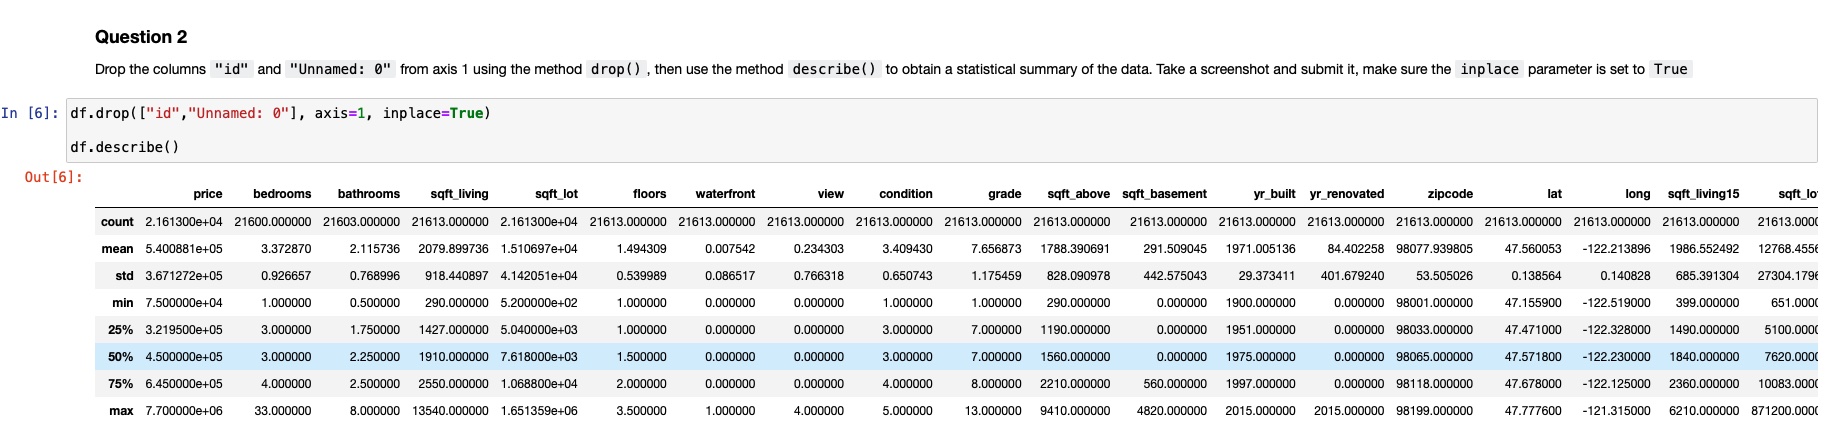 Question 2
Drop the columns "id" and "Unnamed: 0" from axis 1 using the method drop() , then use the method describe() to obtain a statistical summary of the data. Take a screenshot and submit it, make sure the inplace parameter is set to True
In [6]: df.drop(["id","Unnamed: 0"], axis=1, inplace=True)
df.describe()
Out[6]:
price bedrooms bathrooms sqft_living sqft_lot floors waterfront view condition grade sqft_above sqft_basement yr_built yr_renovated zipcode lat long sqft_living15 sqft_lo
count 2.161300e+04 21600.000000 21603.000000 21613.000000 2.161300e+04 21613.000000 21613.000000 21613.000000 21613.000000 21613.000000 21613.000000 21613.000000 21613.000000 21613.000000 21613.000000 21613.000000 21613.000000 21613.000000 21613.000
mean 5.400881e+05 3.372870 2.115736 2079.899736 1.510697e+04 1.494309 0.007542 0.234303 3.409430 7.656873 1788.390691 291.509045 1971.005136 84.402258 98077.939805 47.560053 -122.213896 1986.552492 12768.4556
std 3.671272e+05 0.926657 0.768996 918.440897 4.142051e+04 0.539989 0.086517 0.766318 0.650743 1.175459 828.090978 442.575043 29.373411 401.679240 53.505026 0.138564 0.140828 685.391304 27304.1796
min 7.500000e+04 1.000000 0.500000 290.000000 5.200000e+02 1.000000 0.000000 0.000000 1.000000 1.000000 290.000000 0.000000 1900.000000 0.000000 98001.000000 47.155900 -122.519000 399.000000 651.0000
25% 3.219500e+05 3.000000 1.750000 1427.000000 5.040000e+03 1.000000 0.000000 0.000000 3.000000 7.000000 1190.000000 0.000000 1951.000000 0.000000 98033.000000 47.471000 -122.328000 1490.000000 5100.0000
50% 4.500000e+05 3.000000 2.250000 1910.000000 7.618000e+03 1.500000 0.000000 0.000000 3.000000 7.000000 1560.000000 0.000000 1975.000000 0.000000 98065.000000 47.571800 -122.230000 1840.000000 7620.0000
75% 6.450000e+05 4.000000 2.500000 2550.000000 1.068800e+04 2.000000 0.000000 0.000000 4.000000 8.000000 2210.000000 560.000000 1997.000000 0.000000 98118.000000 47.678000 -122.125000 2360.000000 10083.0000
max 7.700000e+06 33.000000 8.000000 13540.000000 1.651359e+06 3.500000 1.000000 4.000000 5.000000 13.000000 9410.000000 4820.000000 2015.000000 2015.000000 98199.000000 47.777600 -121.315000 6210.000000 871200.0000